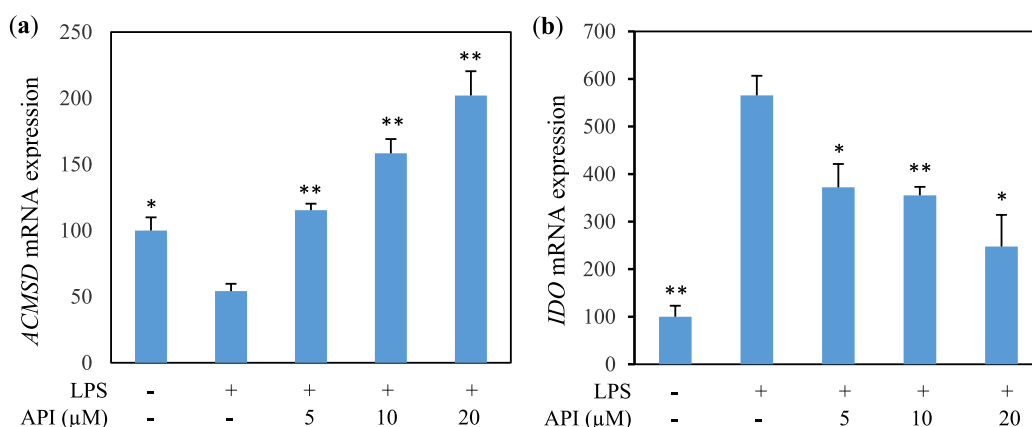 (a)
ACMSD mRNA expression
250
200
150
100
50
0
*
**
**
**
LPS - + + + +
API (µM) - - 5 10 20
(b)
IDO mRNA expression
700
600
500
400
300
200
100
0
**
*
**
*
LPS - + + + +
API (µM) - - 5 10 20